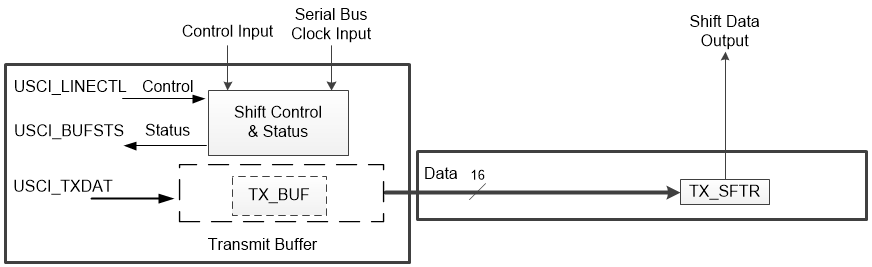 Control Input
Serial Bus
Clock Input
Shift Data
Output
USCI_LINECTL
Control
Shift Control
& Status
USCI_BUFSTS
Status
USCI_TXDAT
TX_BUF
Transmit Buffer
Data
16
TX_SFTR